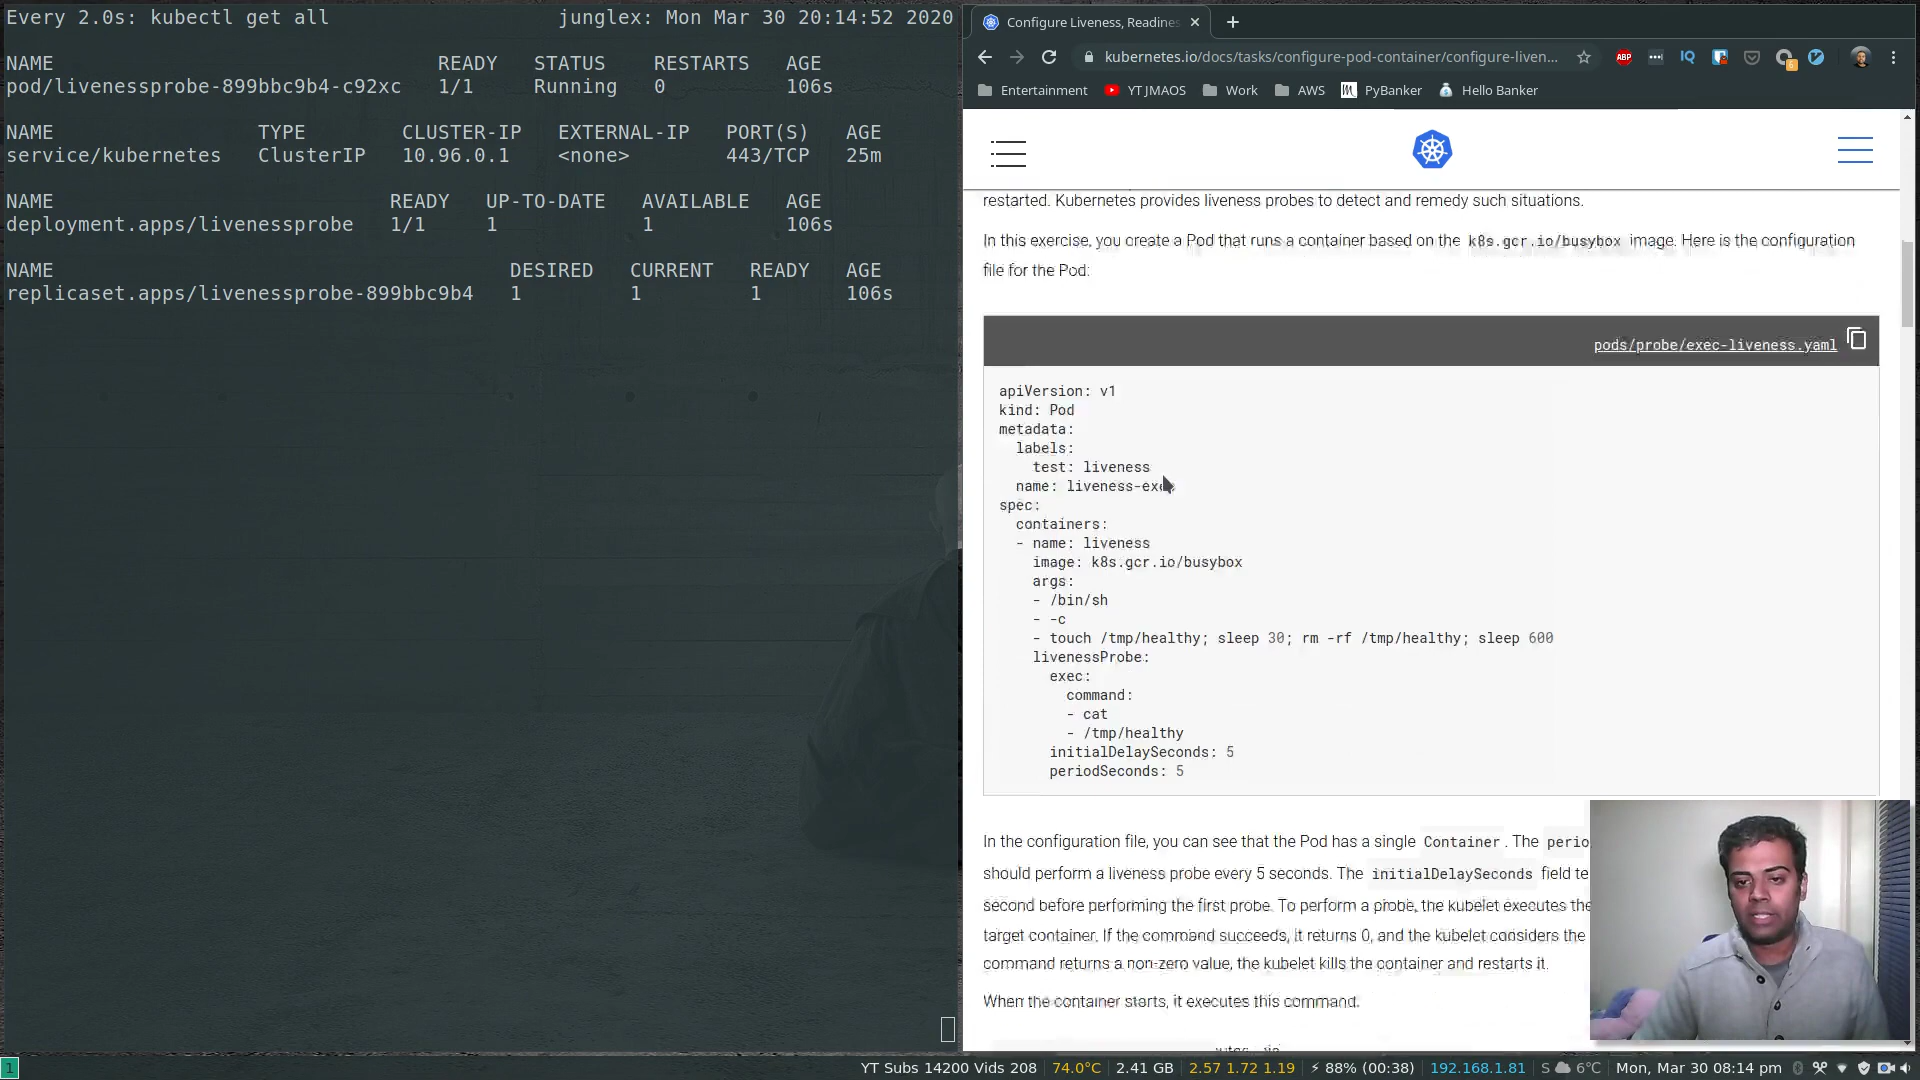 Every 2.0s: kubectl get all junglex: Mon Mar 30 20:14:52 2020
NAME READY STATUS RESTARTS AGE
pod/livenessprobe-899bbc9b4-c92xc 1/1 Running 0 106s
NAME TYPE CLUSTER-IP EXTERNAL-IP PORT(S) AGE
service/kubernetes ClusterIP 10.96.0.1 <none> 443/TCP 25m
NAME READY UP-TO-DATE AVAILABLE AGE
deployment.apps/livenessprobe 1/1 1 1 106s
NAME DESIRED CURRENT READY AGE
replicaset.apps/livenessprobe-899bbc9b4 1 1 1 106s
Configure Liveness, Readines
kubernetes.io/docs/tasks/configure-pod-container/configure-liven...
ABP
IQ
6
Entertainment YT JMAOS Work AWS PyBanker Hello Banker
restarted. Kubernetes provides liveness probes to detect and remedy such situations.
In this exercise, you create a Pod that runs a container based on the k8s.gcr.io/busybox image. Here is the configuration
file for the Pod:
pods/probe/exec-liveness.yaml
apiVersion: v1
kind: Pod
metadata:
  labels:
    test: liveness
  name: liveness-exec
spec:
  containers:
  - name: liveness
    image: k8s.gcr.io/busybox
    args:
    - /bin/sh
    - -c
    - touch /tmp/healthy; sleep 30; rm -rf /tmp/healthy; sleep 600
    livenessProbe:
      exec:
        command:
        - cat
        - /tmp/healthy
      initialDelaySeconds: 5
      periodSeconds: 5
In the configuration file, you can see that the Pod has a single Container. The perio
should perform a liveness probe every 5 seconds. The initialDelaySeconds field te
second before performing the first probe. To perform a probe, the kubelet executes the
target container. If the command succeeds, it returns 0, and the kubelet considers the
command returns a non-zero value, the kubelet kills the container and restarts it.
When the container starts, it executes this command.
1 YT Subs 14200 Vids 208 74.0°C 2.41 GB 2.57 1.72 1.19 88% (00:38) 192.168.1.81 S 6°C Mon, Mar 30 08:14 pm